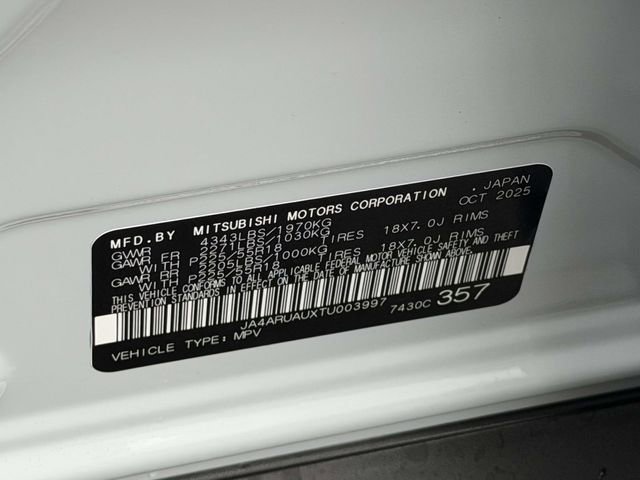 MFD.BY MITSUBISHI MOTORS CORPORATION . JAPAN
GVWR 4343LBS/1970KG OCT 2025
GAWR FR 2271LBS/1030KG
WITH P225/55R18 TIRES 18X7.0J RIMS
GAWR RR 2205LBS/1000KG
WITH P225/55R18 TIRES 18X7.0J RIMS
THIS VEHICLE CONFORMS TO ALL APPLICABLE FEDERAL MOTOR VEHICLE SAFETY AND THEFT
PREVENTION STANDARDS IN EFFECT ON THE DATE OF MANUFACTURE SHOWN ABOVE.
JA4ARUAUXTU003997 7430C 357
VEHICLE TYPE: MPV